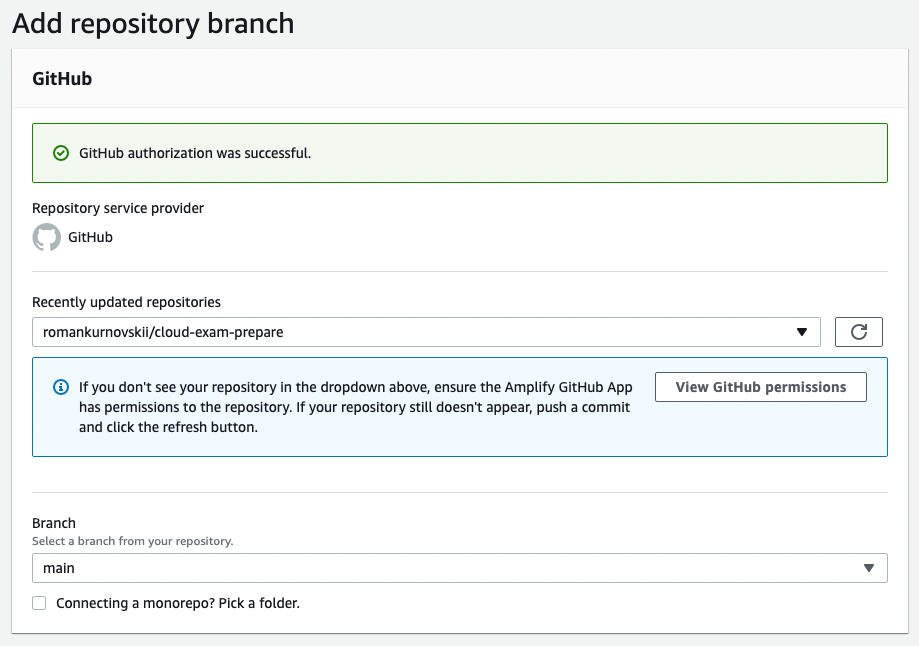 Add repository branch
GitHub
GitHub authorization was successful.
Repository service provider
GitHub
Recently updated repositories
romankurnovskii/cloud-exam-prepare
If you don't see your repository in the dropdown above, ensure the Amplify GitHub App
has permissions to the repository. If your repository still doesn't appear, push a commit
and click the refresh button.
View GitHub permissions
Branch
Select a branch from your repository.
main
Connecting a monorepo? Pick a folder.